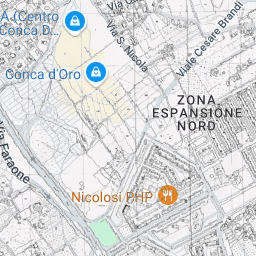 A (Centro
Conca D...
Via S. Nicola
Viale Cesare Brandi
Conca d'Oro
ZONA
ESPANSIONE
NORD
Via Faraone
Nicolosi PHP